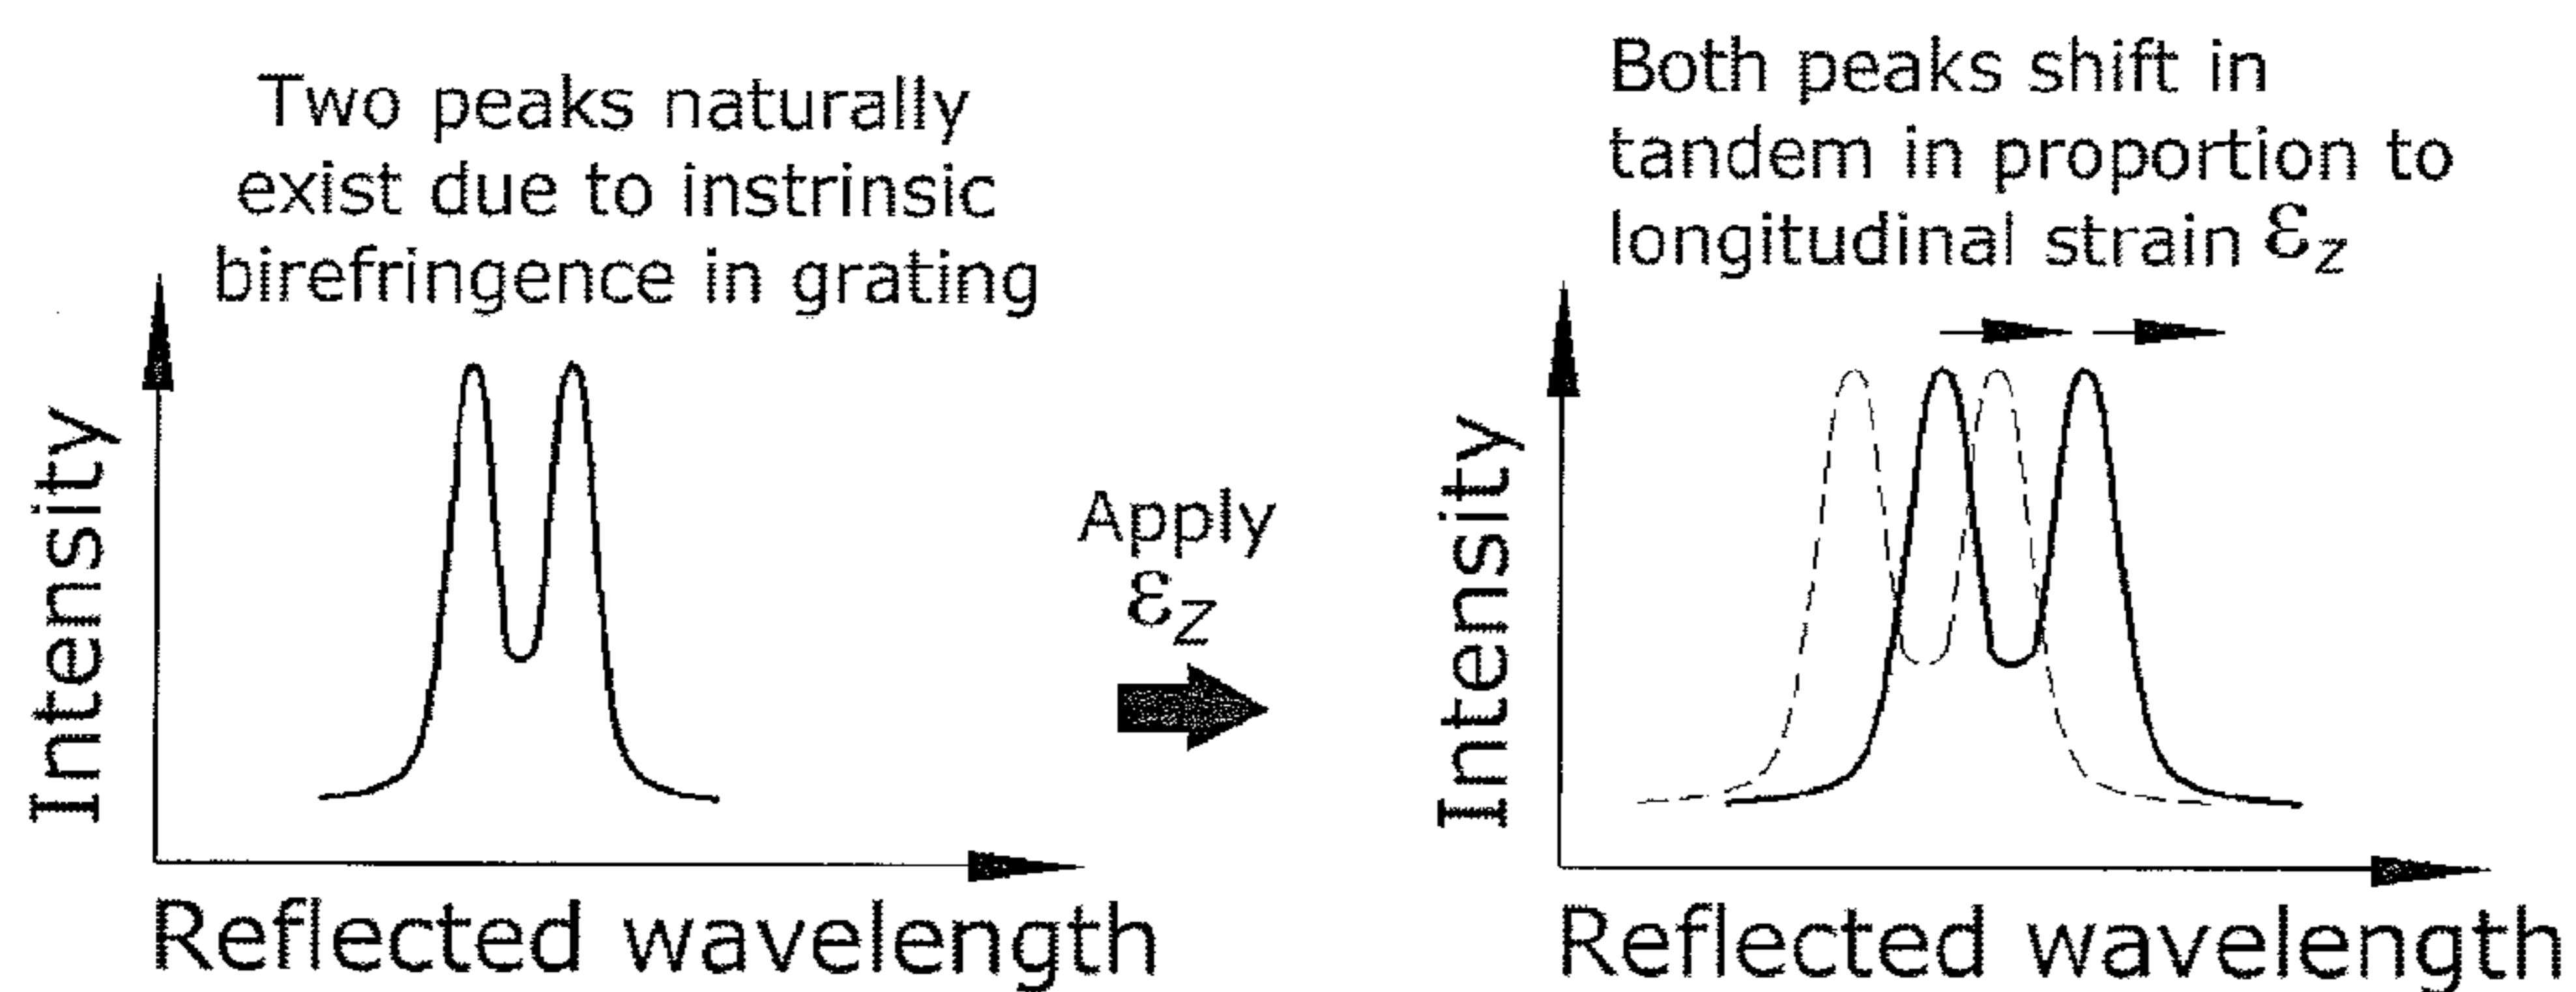 Two peaks naturally
exist due to instrinsic
birefringence in grating
Intensity
Reflected wavelength
Apply
εz
Both peaks shift in
tandem in proportion to
longitudinal strain εz
Intensity
Reflected wavelength